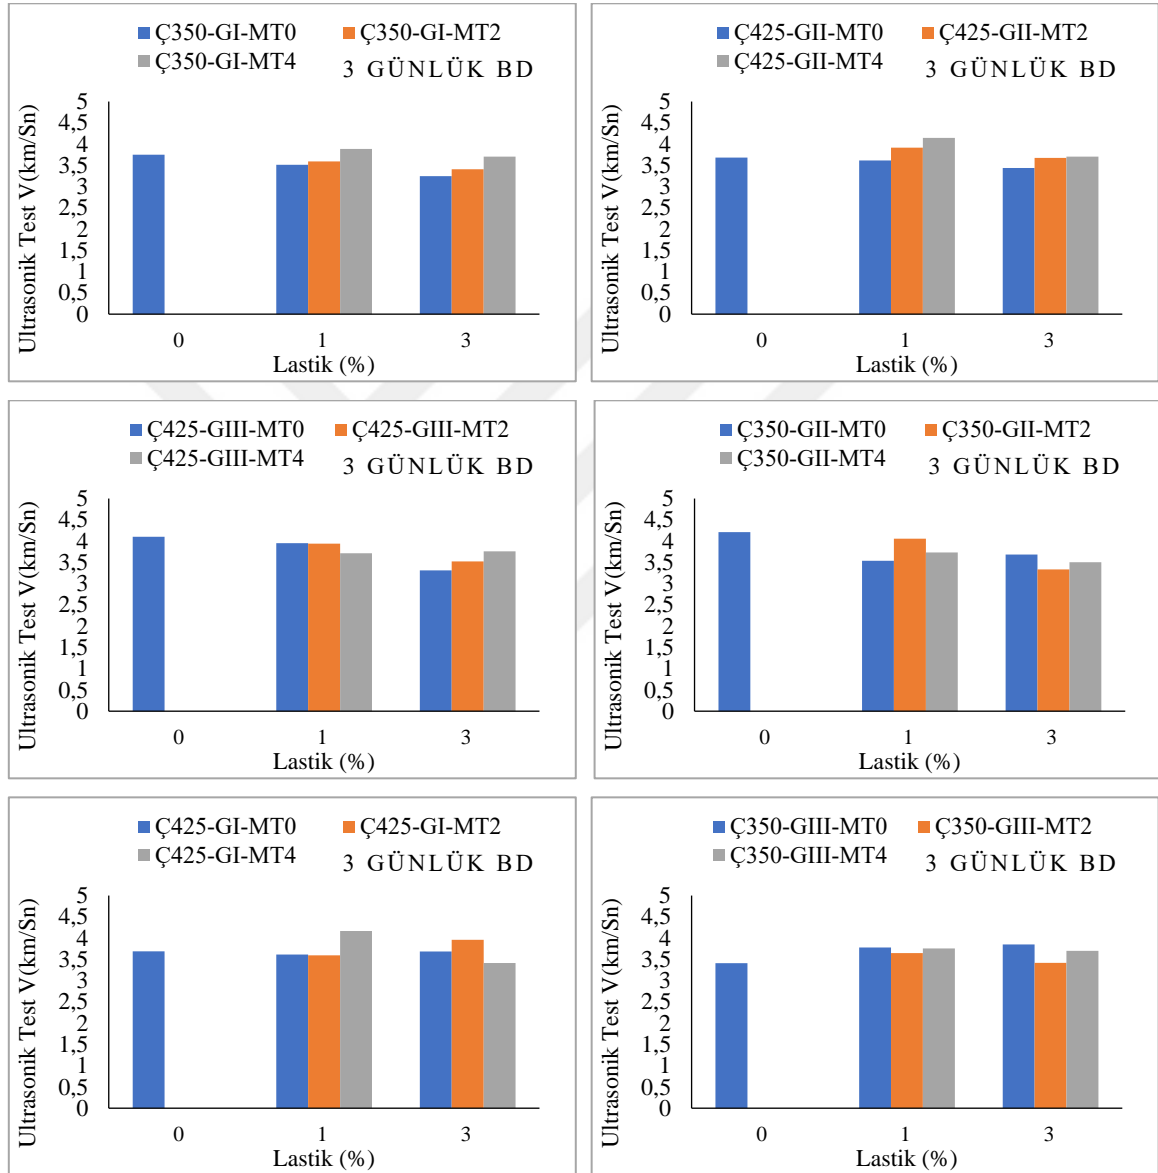 Ç350-GI-MT0 Ç350-GI-MT2
Ç350-GI-MT4 3 GÜNLÜK BD
Ultrasonik Test V(km/Sn)
5
4,5
4
3,5
3
2,5
2
1,5
1
0,5
0
0 1 3
Lastik (%)
Ç425-GII-MT0 Ç425-GII-MT2
Ç425-GII-MT4 3 GÜNLÜK BD
Ultrasonik Test V(km/Sn)
5
4,5
4
3,5
3
2,5
2
1,5
1
0,5
0
0 1 3
Lastik (%)
Ç425-GIII-MT0 Ç425-GIII-MT2
Ç425-GIII-MT4 3 GÜNLÜK BD
Ultrasonik Test V(km/Sn)
5
4,5
4
3,5
3
2,5
2
1,5
1
0,5
0
0 1 3
Lastik (%)
Ç350-GII-MT0 Ç350-GII-MT2
Ç350-GII-MT4 3 GÜNLÜK BD
Ultrasonik Test V(km/Sn)
5
4,5
4
3,5
3
2,5
2
1,5
1
0,5
0
0 1 3
Lastik (%)
Ç425-GI-MT0 Ç425-GI-MT2
Ç425-GI-MT4 3 GÜNLÜK BD
Ultrasonik Test V(km/Sn)
5
4,5
4
3,5
3
2,5
2
1,5
1
0,5
0
0 1 3
Lastik (%)
Ç350-GIII-MT0 Ç350-GIII-MT2
Ç350-GIII-MT4 3 GÜNLÜK BD
Ultrasonik Test V(km/Sn)
5
4,5
4
3,5
3
2,5
2
1,5
1
0,5
0
0 1 3
Lastik (%)